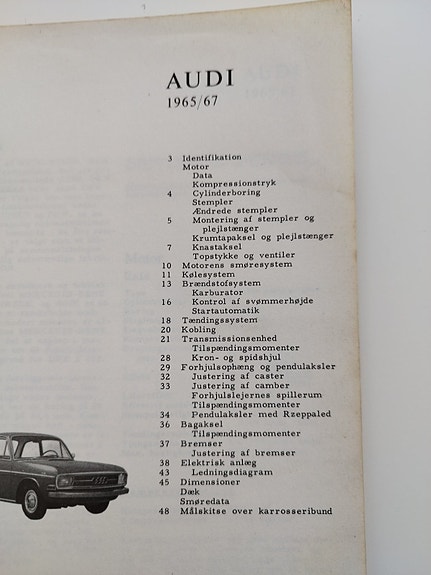 AUDI
1965/67
3 Identifikation
Motor
Data
Kompressionstryk
4 Cylinderboring
Stempler
Ændrede stempler
5 Montering af stempler og
plejlstænger
Krumtapaksel og plejlstænger
7 Knastaksel
Topstykke og ventiler
10 Motorens smøresystem
11 Kølesystem
13 Brændstofsystem
Karburator
16 Kontrol af svømmerhøjde
Startautomatik
18 Tændingssystem
20 Kobling
21 Transmissionsenhed
Tilspændingsmomenter
28 Kron- og spidshjul
29 Forhjulsophæng og pendulaksler
32 Justering af caster
33 Justering af camber
Forhjulslejernes spillerum
Tilspændingsmomenter
34 Pendulaksler med Rzeppaled
36 Bagaksel
Tilspændingsmomenter
37 Bremser
Justering af bremser
38 Elektrisk anlæg
43 Ledningsdiagram
45 Dimensioner
Dæk
Smøredata
48 Målskitse over karrosseribund